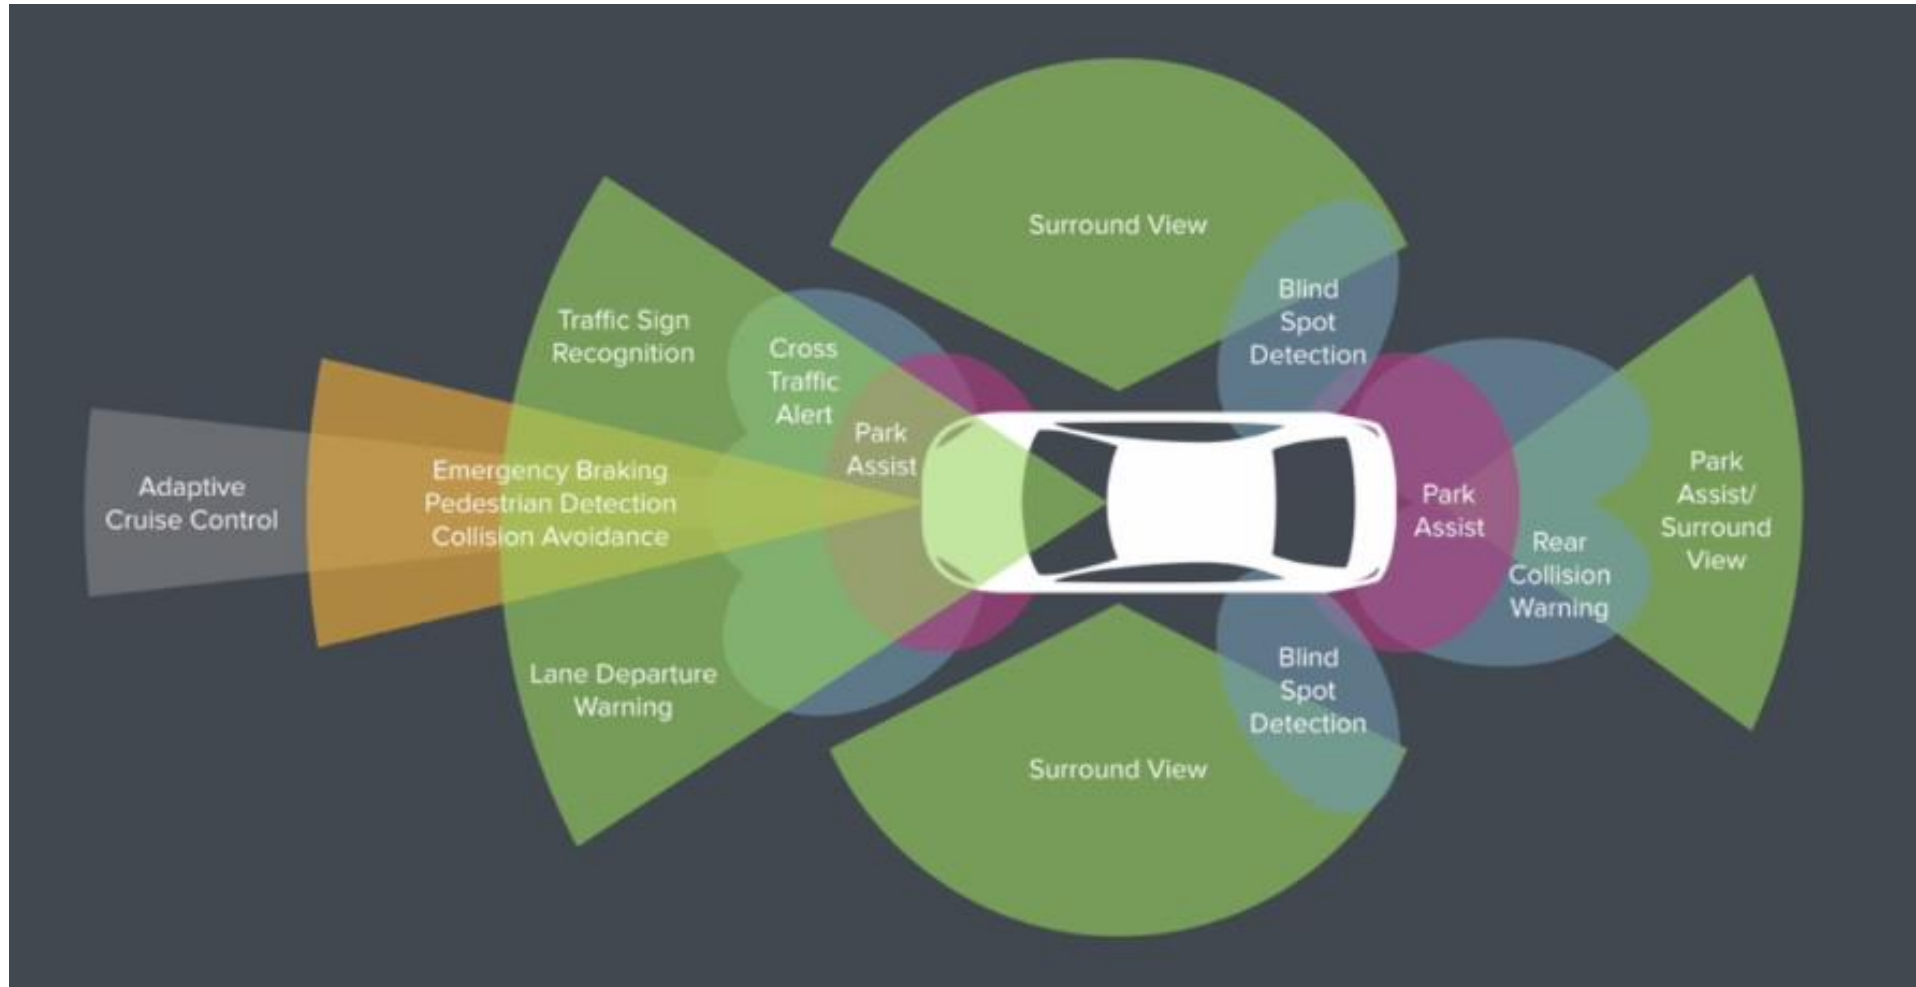 Surround View
Blind
Spot
Detection
Traffic Sign
Recognition
Cross
Traffic
Alert
Park
Assist
Adaptive
Cruise Control
Emergency Braking
Pedestrian Detection
Collision Avoidance
Park
Assist
Rear
Collision
Warning
Park
Assist/
Surround
View
Lane Departure
Warning
Blind
Spot
Detection
Surround View